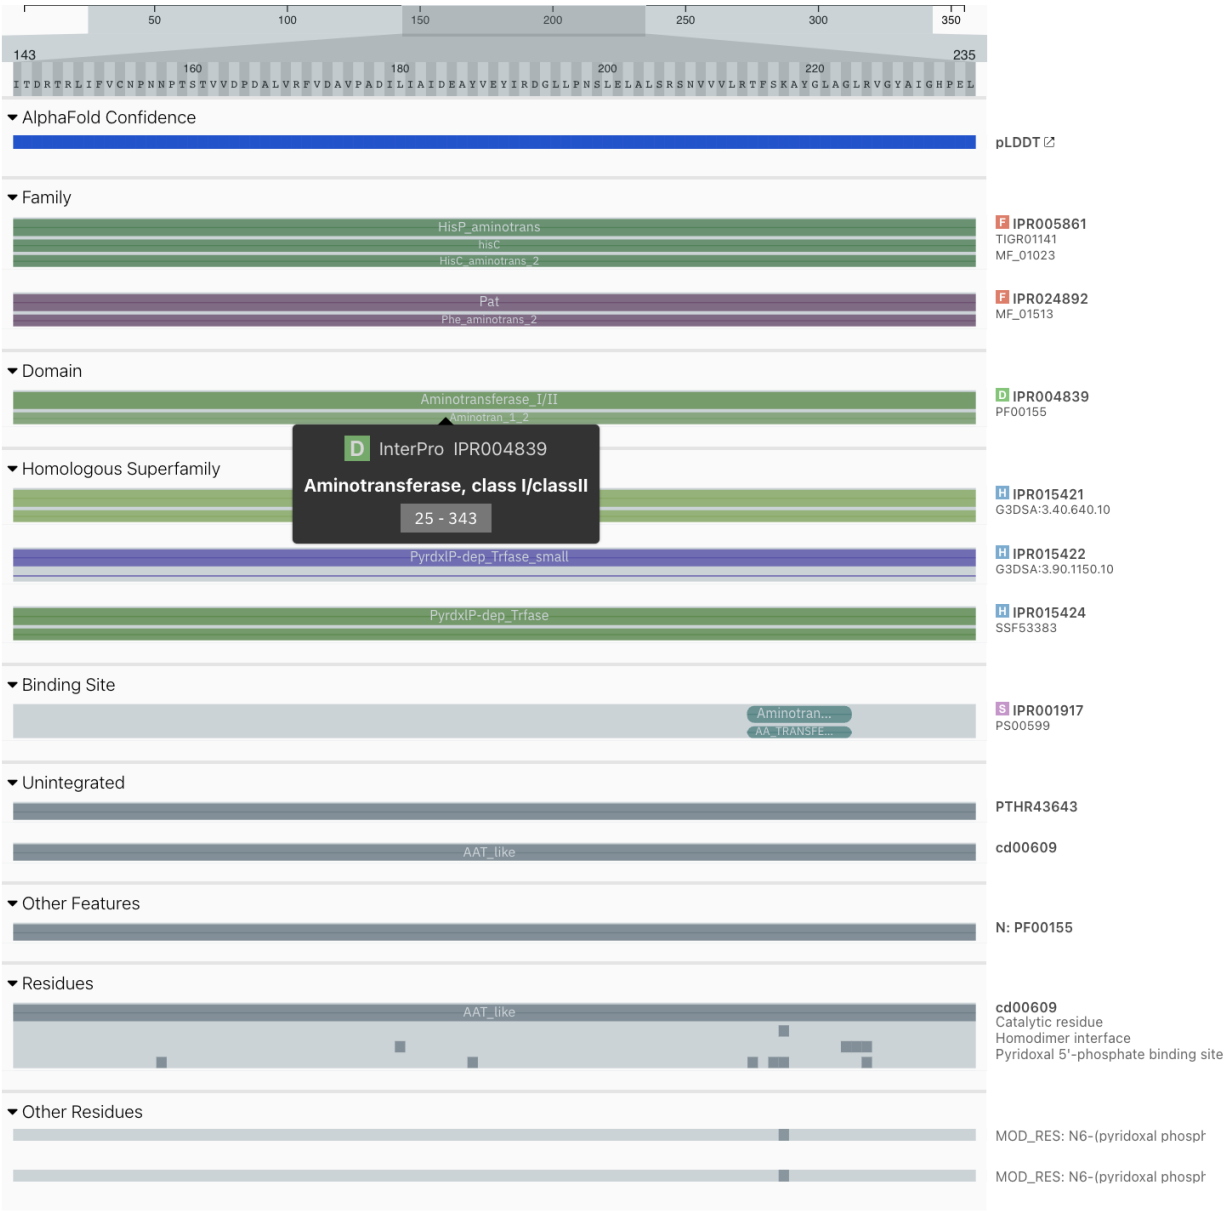 50 100 150 200 250 300 350
143 235
160 180 200 220
ITDRTRLIFVCNPNNPTSTVVDPDALVRFVDAVPADILIAIDEAYVEYIRDGLLPNSLELALSRSNVVVLRTFSKAYGLAGLRVGYAIGHPEL
AlphaFold Confidence
pLDDT
Family
HisP_aminotrans
hisC
HisC_aminotrans_2
F IPR005861
TIGR01141
MF_01023
Pat
Phe_aminotrans_2
F IPR024892
MF_01513
Domain
Aminotransferase_I/II
Aminotran_1_2
D IPR004839
PF00155
D InterPro IPR004839
Aminotransferase, class I/classII
25 - 343
Homologous Superfamily
H IPR015421
G3DSA:3.40.640.10
PyrdxlP-dep_Trfase_small
H IPR015422
G3DSA:3.90.1150.10
PyrdxlP-dep_Trfase
H IPR015424
SSF53383
Binding Site
Aminotran...
AA_TRANSFE...
S IPR001917
PS00599
Unintegrated
PTHR43643
AAT_like
cd00609
Other Features
N: PF00155
Residues
AAT_like
cd00609
Catalytic residue
Homodimer interface
Pyridoxal 5'-phosphate binding site
Other Residues
MOD_RES: N6-(pyridoxal phosph
MOD_RES: N6-(pyridoxal phosph